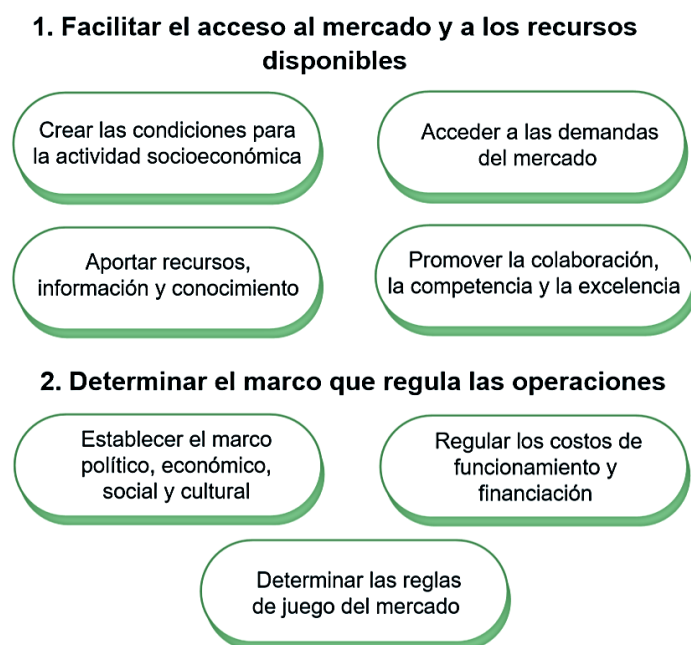 1. Facilitar el acceso al mercado y a los recursos
disponibles
Crear las condiciones para
la actividad socioeconómica
Acceder a las demandas
del mercado
Aportar recursos,
información y conocimiento
Promover la colaboración,
la competencia y la excelencia
2. Determinar el marco que regula las operaciones
Establecer el marco
político, económico,
social y cultural
Regular los costos de
funcionamiento y
financiación
Determinar las reglas
de juego del mercado